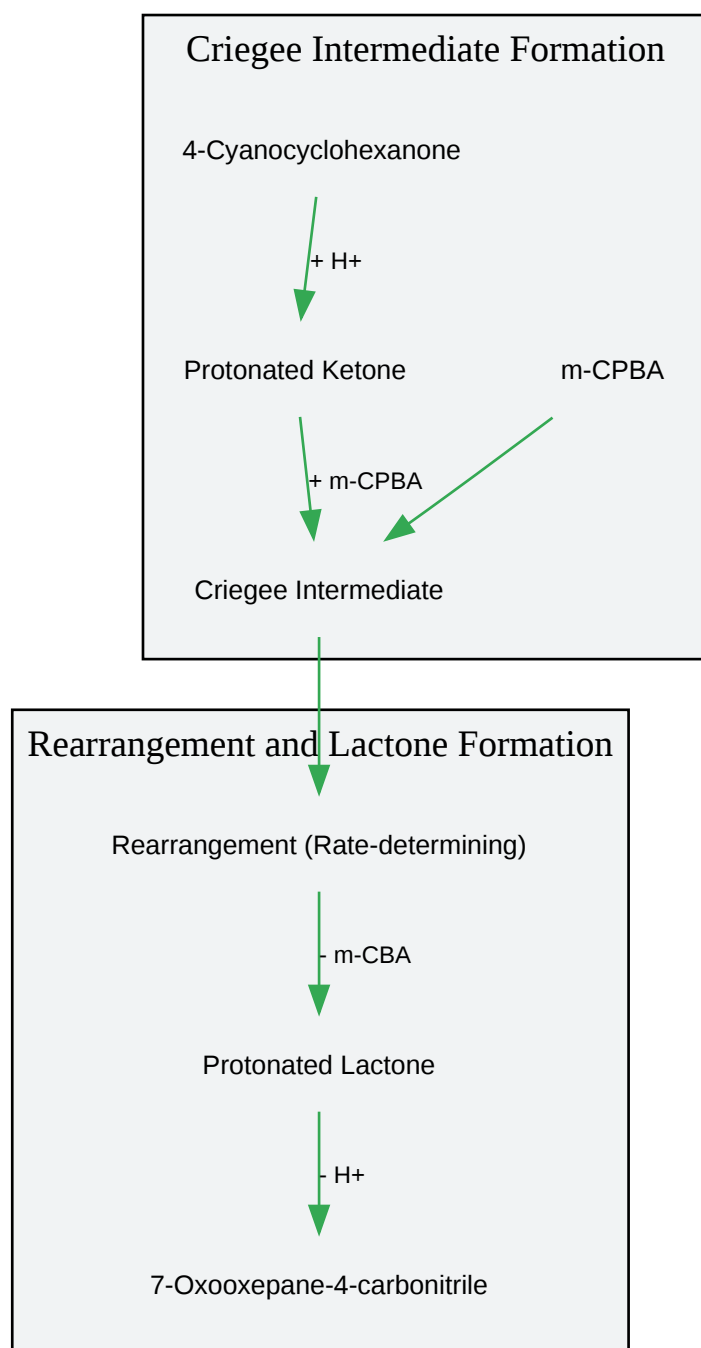 Criegee Intermediate Formation
4-Cyanocyclohexanone
+ H+
Protonated Ketone
m-CPBA
+ m-CPBA
Criegee Intermediate
Rearrangement and Lactone Formation
Rearrangement (Rate-determining)
- m-CBA
Protonated Lactone
- H+
7-Oxooxepane-4-carbonitrile